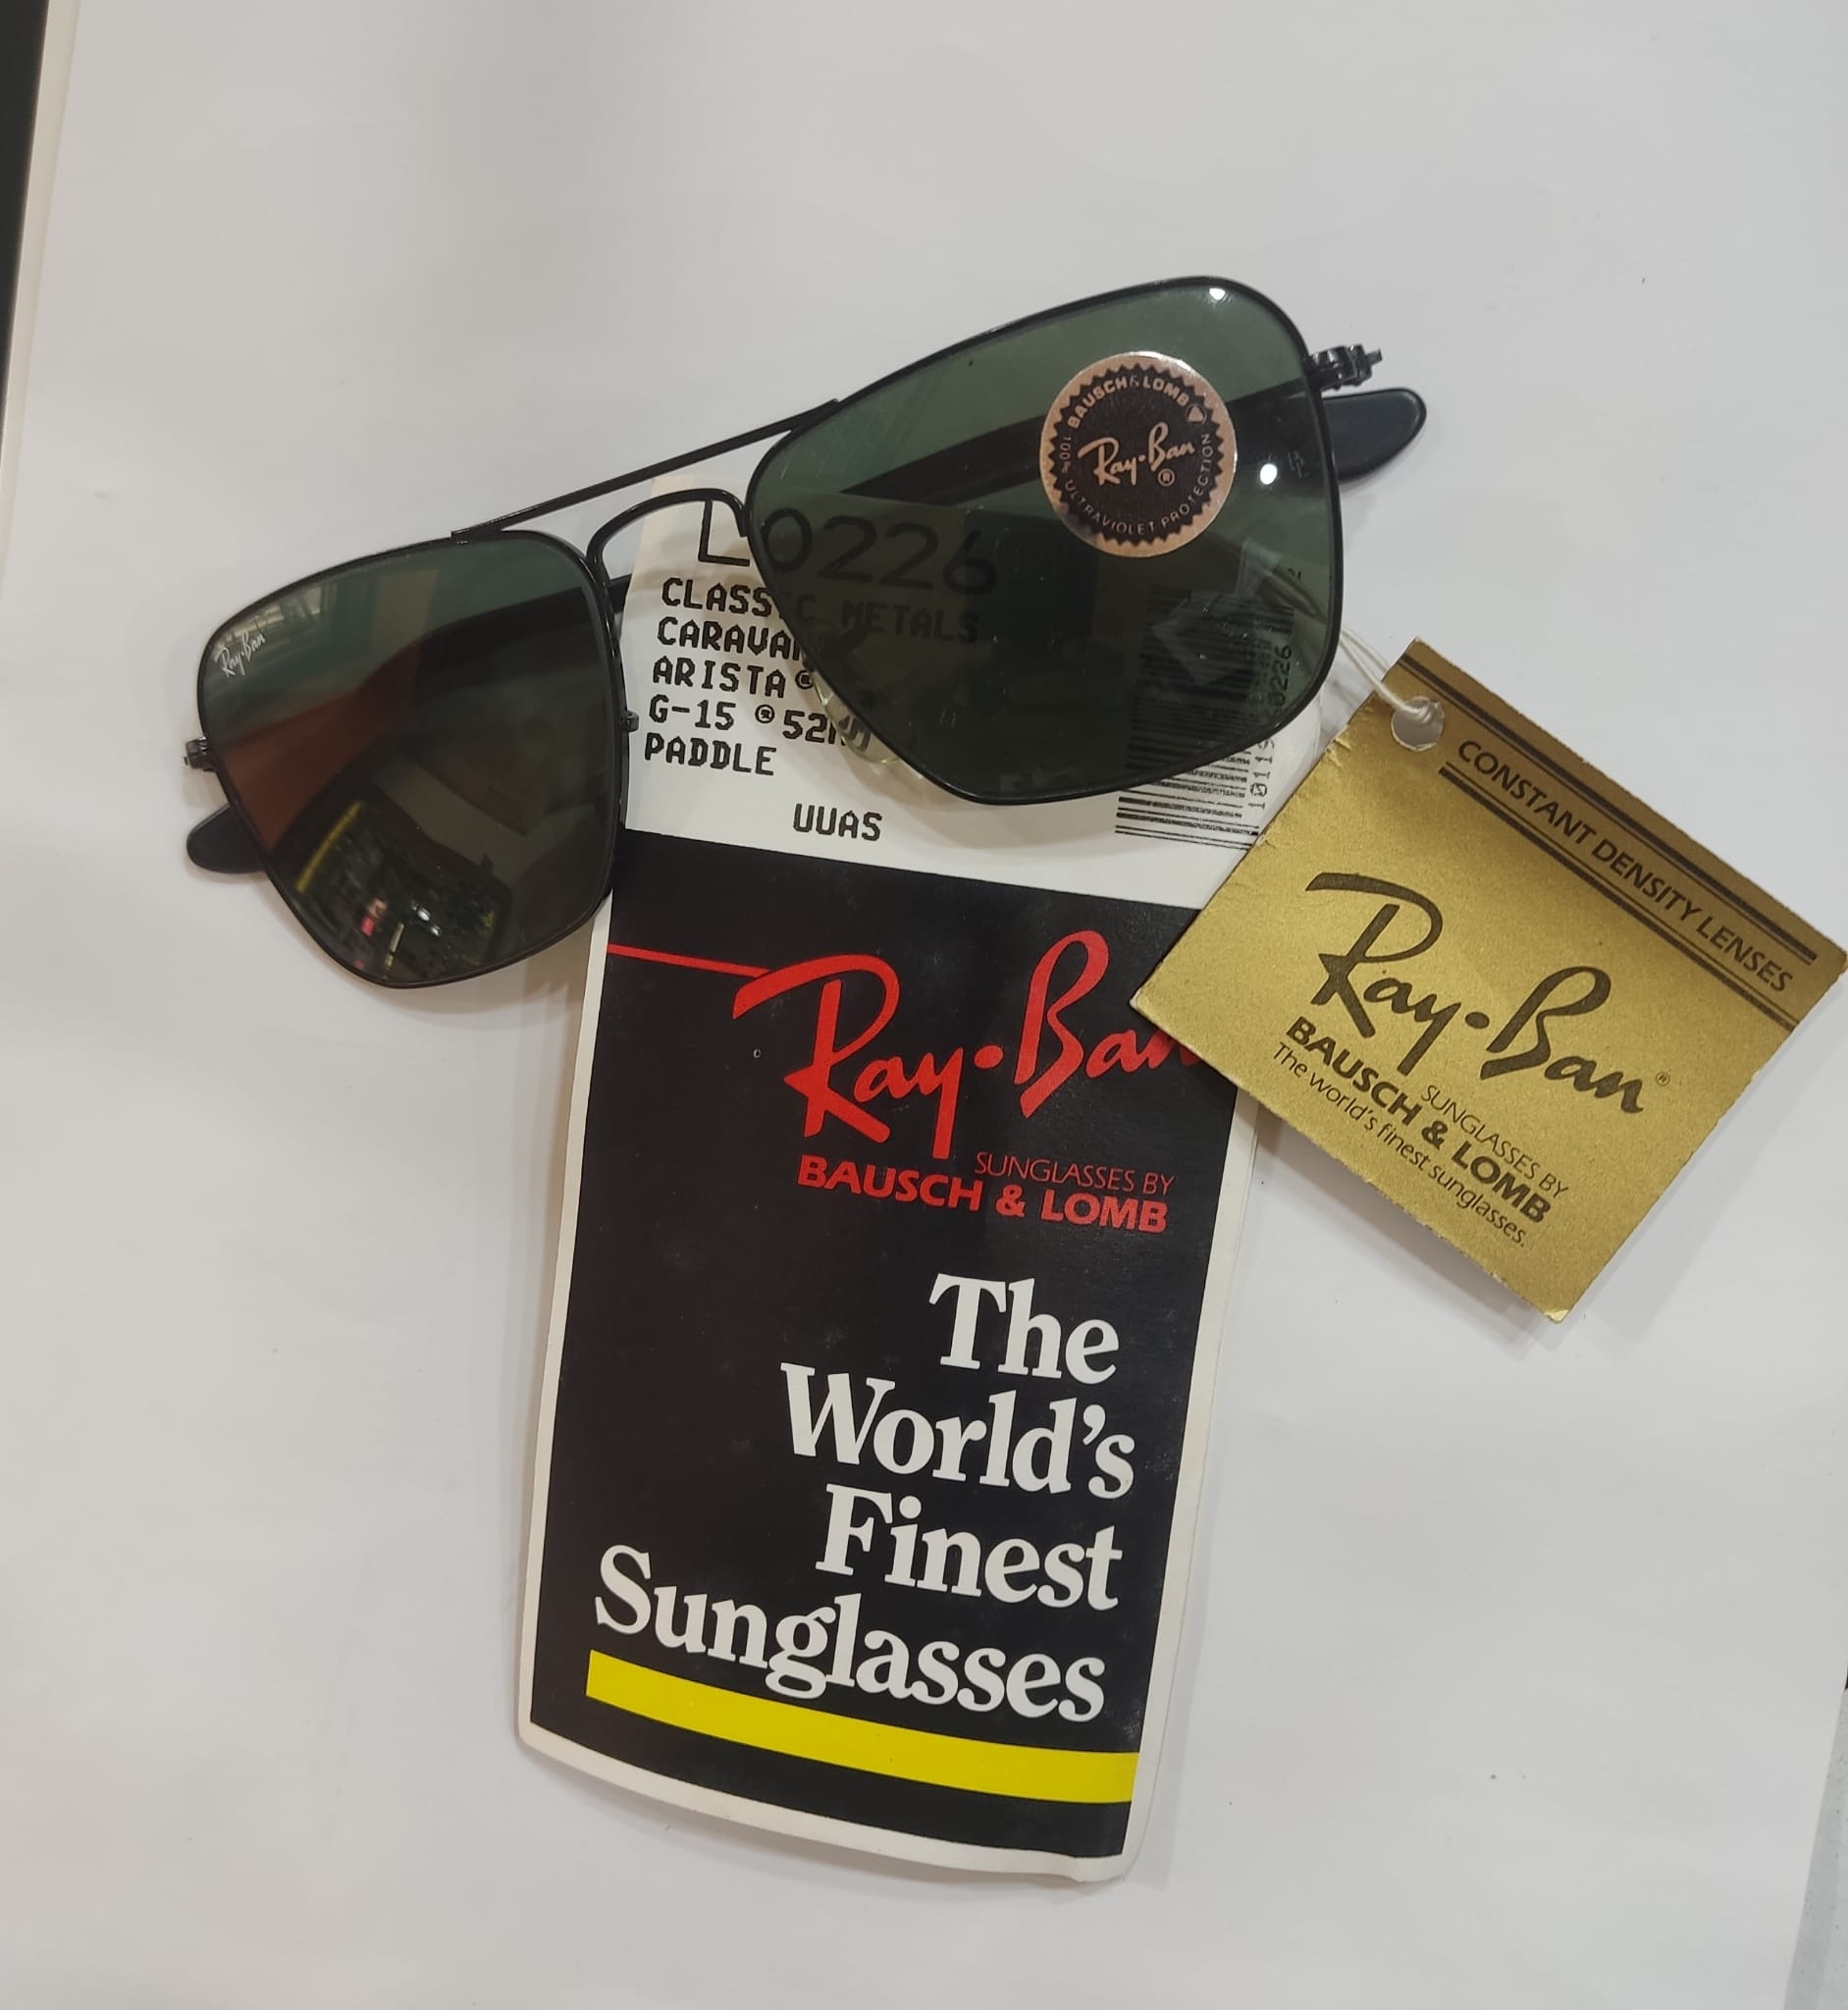 BAUSCH & LOMB
Ray-Ban®
100% ULTRAVIOLET PROTECTION
Ray-Ban
L0226
CLASSIC METALS
CARAVAN
ARISTA®
G-15 ®52MM
PADDLE
UUAS
Ray-Ban
SUNGLASSES BY
BAUSCH & LOMB
The
World's
Finest
Sunglasses
CONSTANT DENSITY LENSES
Ray-Ban®
SUNGLASSES BY
BAUSCH & LOMB
The world's finest sunglasses.